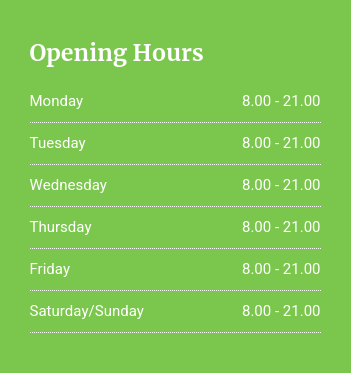 Opening Hours
Monday 8.00 - 21.00
Tuesday 8.00 - 21.00
Wednesday 8.00 - 21.00
Thursday 8.00 - 21.00
Friday 8.00 - 21.00
Saturday/Sunday 8.00 - 21.00